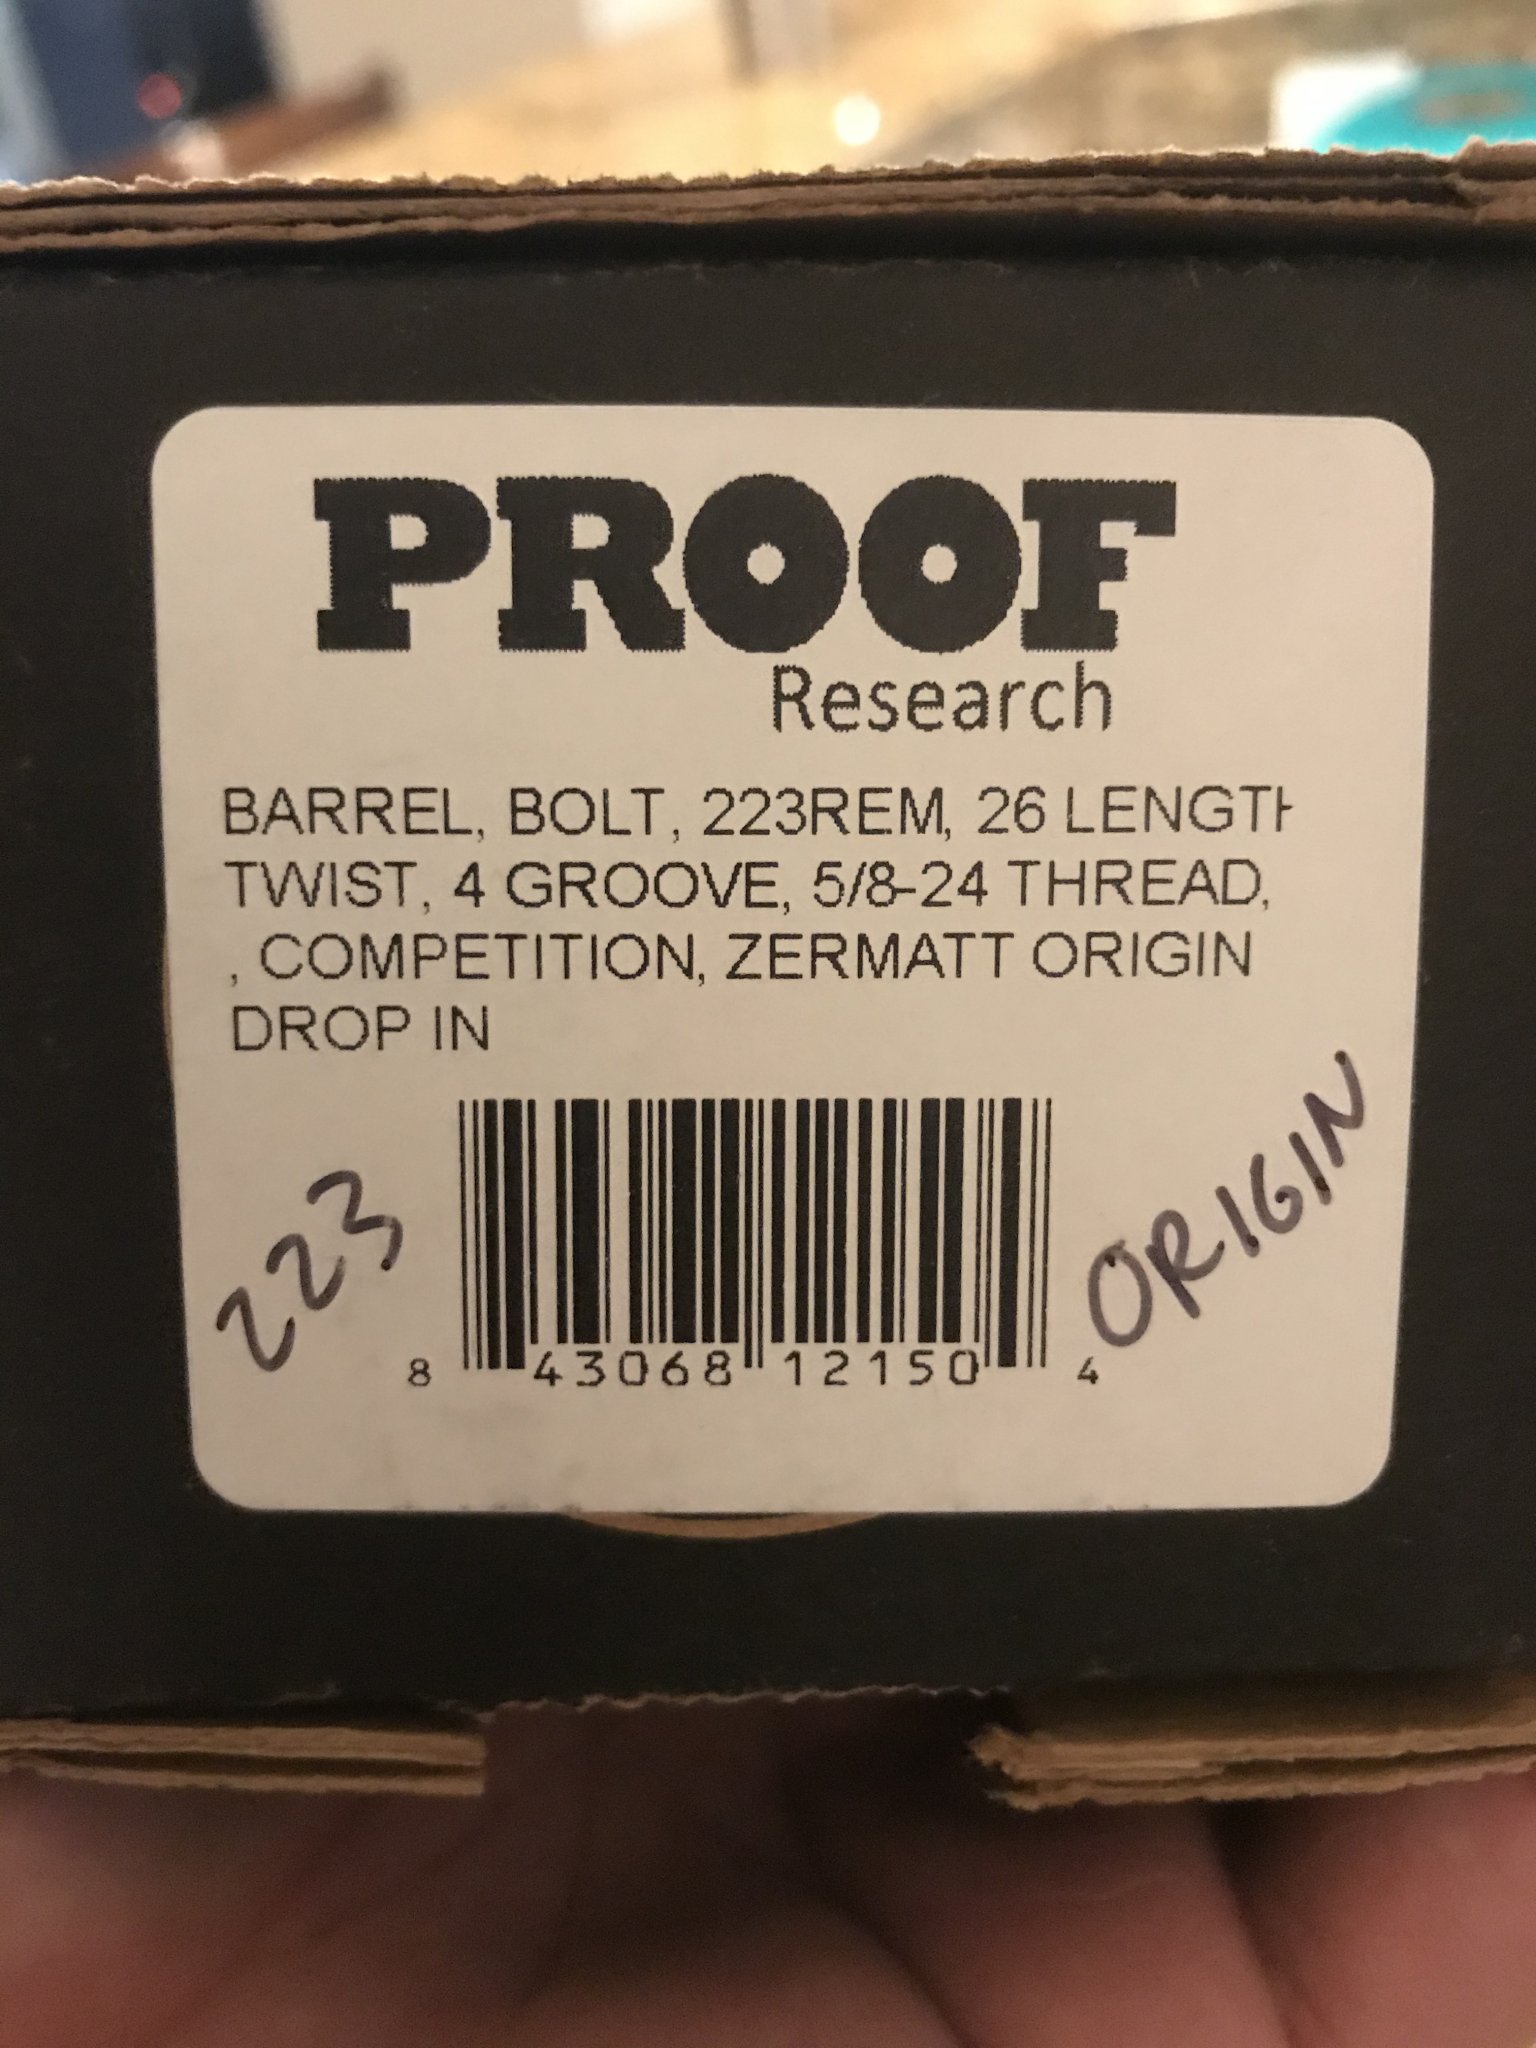 PROOF
Research
BARREL, BOLT, 223REM, 26 LENGTH
TWIST, 4 GROOVE, 5/8-24 THREAD,
, COMPETITION, ZERMATT ORIGIN
DROP IN
223
ORIGIN
8 43068 12150 4